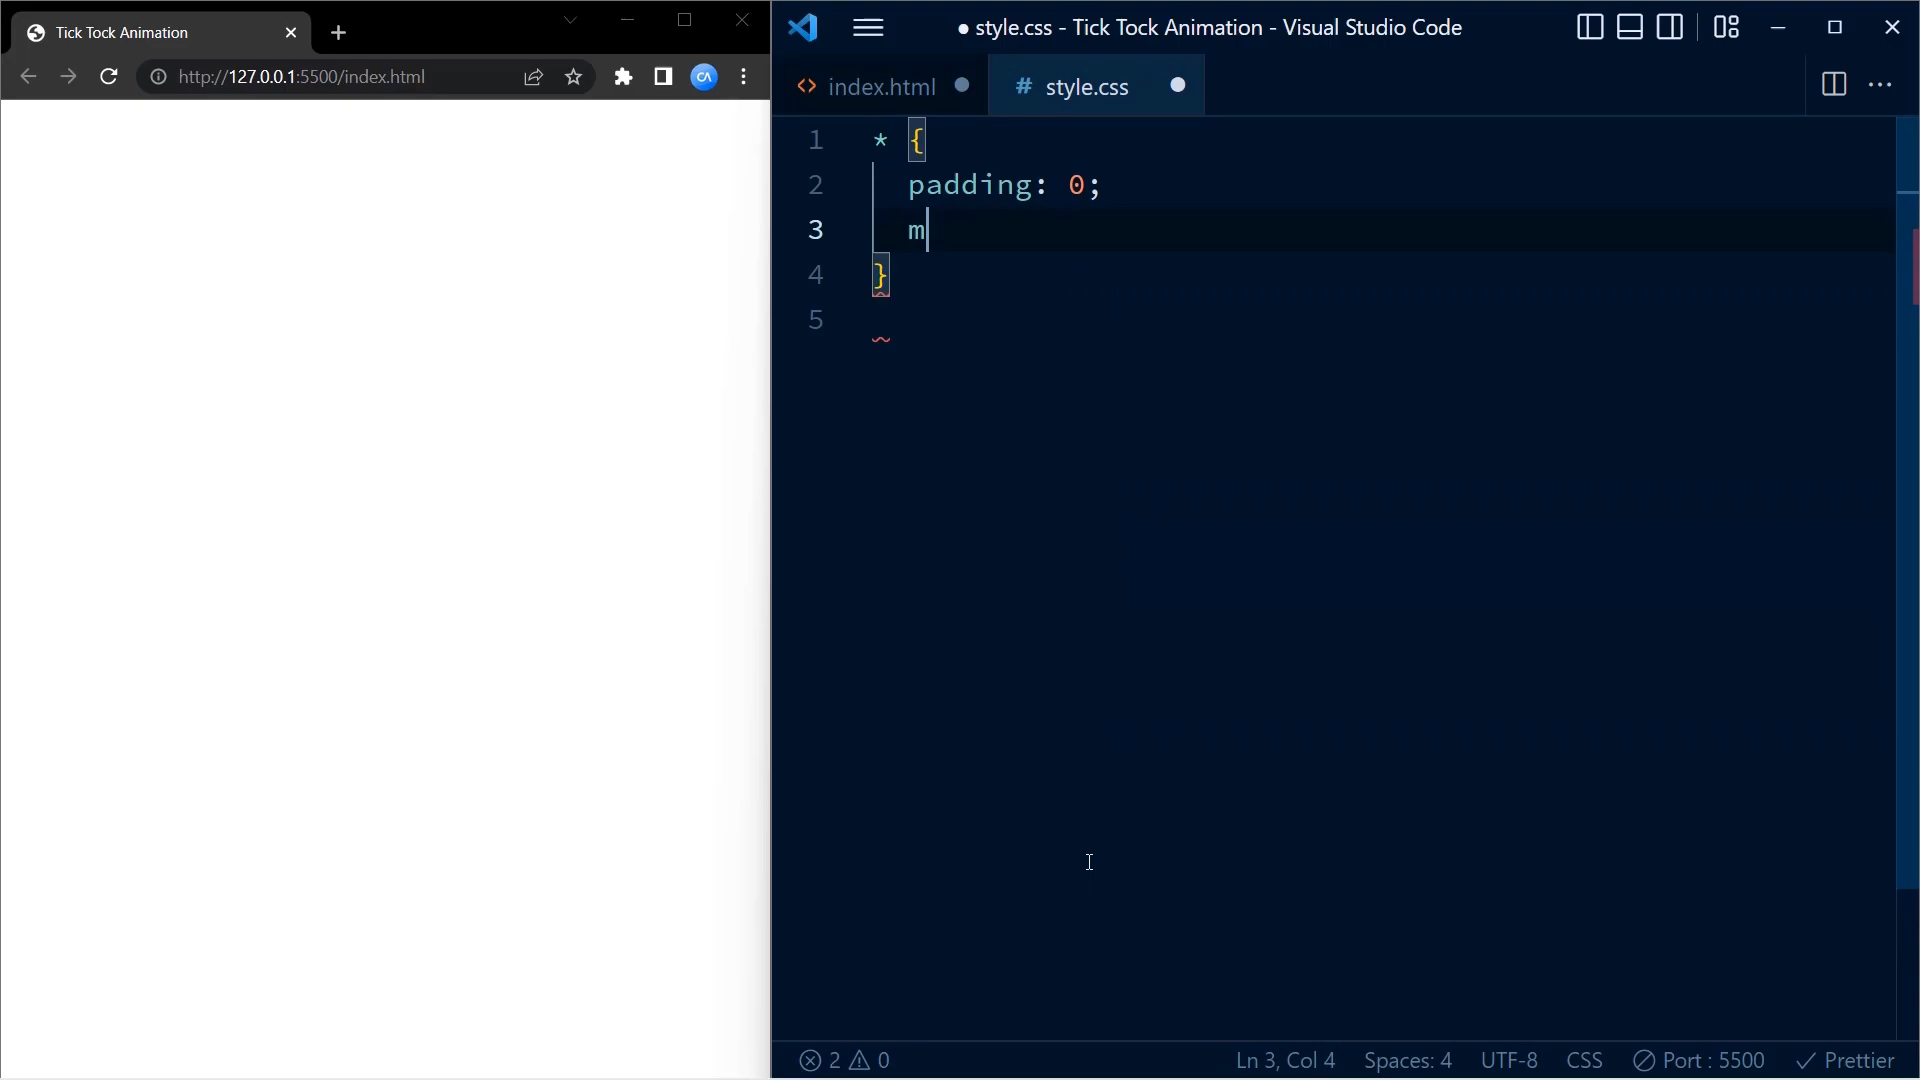 Tick Tock Animation
http://127.0.0.1:5500/index.html
CA
● style.css - Tick Tock Animation - Visual Studio Code
<> index.html ●
# style.css ●
1 * {
2 padding: 0;
3 m
4 }
5
2 0
Ln 3, Col 4 Spaces: 4 UTF-8 CSS Port : 5500 Prettier